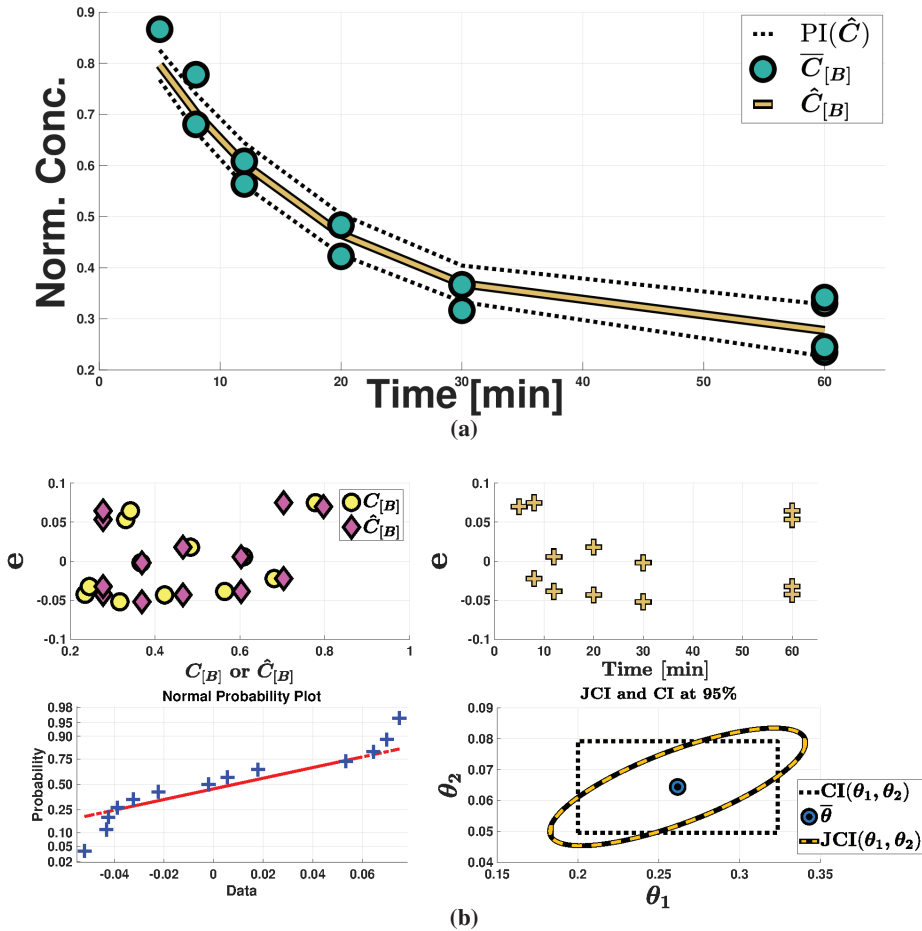 0.9
0.8
0.7
0.6
0.5
0.4
0.3
0.2
Norm. Conc.
PI(Ĉ)
C̅[B]
Ĉ[B]
0 10 20 30 40 50 60
Time [min]
(a)
0.1
0.05
0
-0.05
-0.1
e
C[B]
Ĉ[B]
0.2 0.4 0.6 0.8 1
C[B] or Ĉ[B]
0.1
0.05
0
-0.05
-0.1
e
0 10 20 30 40 50 60
Time [min]
Normal Probability Plot
0.98
0.95
0.90
0.75
0.50
0.25
0.10
0.05
0.02
Probability
-0.04 -0.02 0 0.02 0.04 0.06
Data
JCI and CI at 95%
0.09
0.08
0.07
0.06
0.05
0.04
θ2
CI(θ1, θ2)
θ̅
JCI(θ1, θ2)
0.15 0.2 0.25 0.3 0.35
θ1
(b)